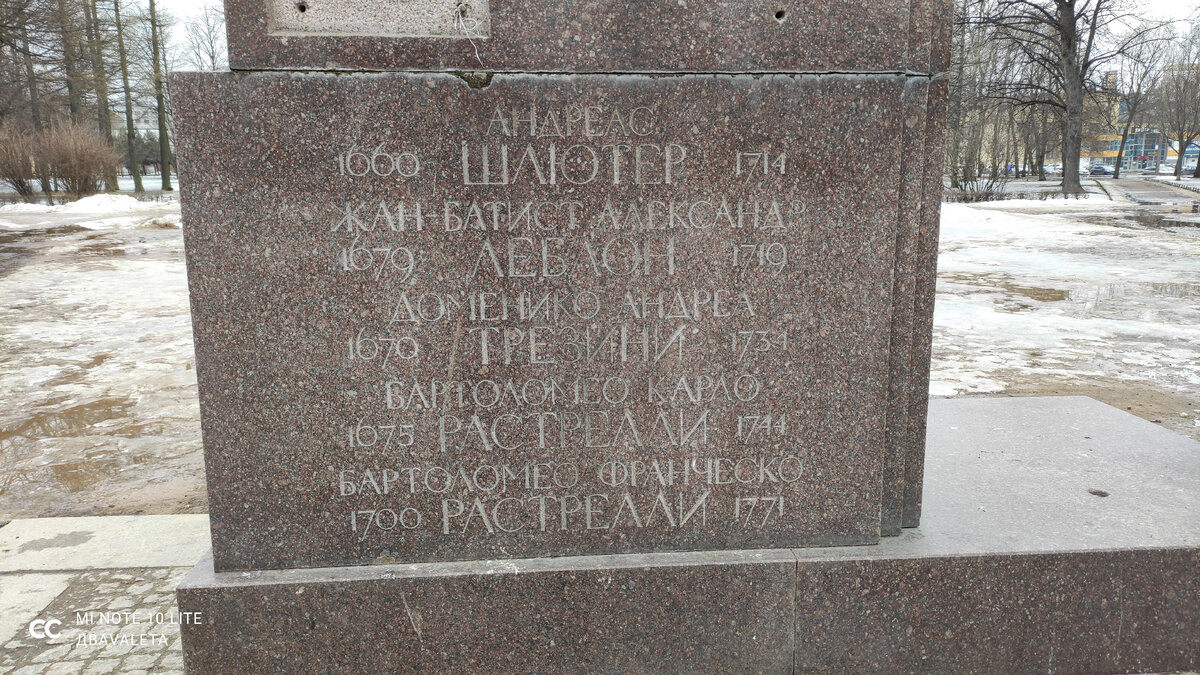 АНДРЕАС
1660 ШЛЮТЕР 1714
ЖАН-БАТИСТ АЛЕКСАНДР
1679 ЛЕБЛОН 1719
ДОМЕНИКО АНДРЕА
1670 ТРЕЗИНИ 1734
БАРТОЛОМЕО КАРЛО
1675 РАСТРЕЛЛИ 1744
БАРТОЛОМЕО ФРАНЧЕСКО
1700 РАСТРЕЛЛИ 1771
MI NOTE 10 LITE
ДВАVALETA